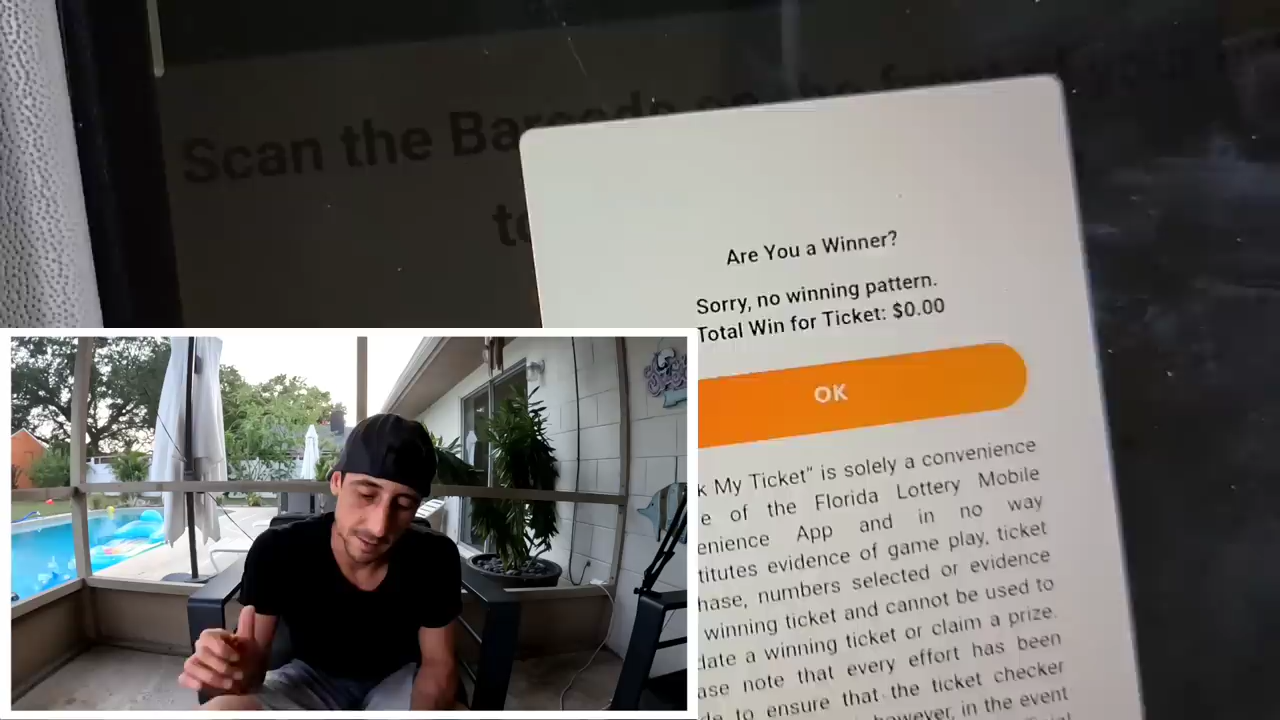 Scan the Barcode on the
to
Are You a Winner?
Sorry, no winning pattern.
Total Win for Ticket: $0.00
OK
My Ticket" is solely a convenience
of the Florida Lottery Mobile
App and in no way
evidence of game play, ticket
numbers selected or evidence
winning ticket and cannot be used to
a winning ticket or claim a prize.
note that every effort has been
to ensure that the ticket checker
however, in the event